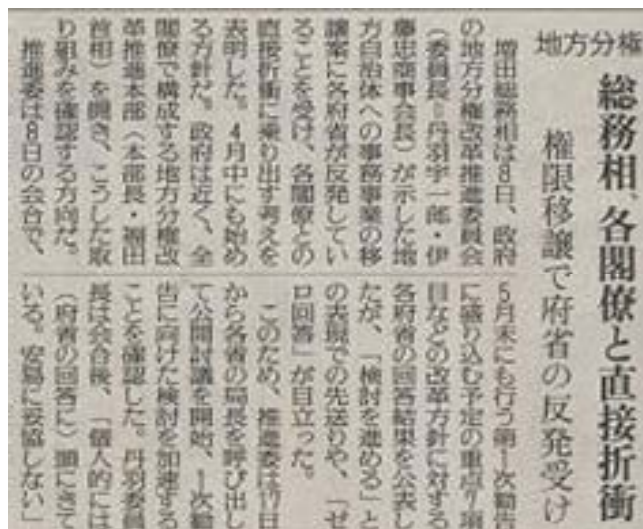 地方分権
総務相 各閣僚と直接折衝
権限移譲で府省の反発受け
増田総務相は8日、政府
の地方分権改革推進委員会
(委員長=丹羽宇一郎・伊
藤忠商事会長)が示した地
方自治体への事務事業の移
譲案に各府省が反発してい
ることを受け、各閣僚との
直接折衝に乗り出す考えを
表明した。4月中にも始め
る方針だ。政府は近く、全
閣僚で構成する地方分権改
革推進本部(本部長・福田
首相)を開き、こうした取
り組みを確認する方向だ。
推進委は8日の会合で、
5月末にも行う第1次勧告
に盛り込む予定の重点7項
目などの改革方針に対する
各府省の回答結果を公表し
たが、「検討を進める」と
の表現での先送りや、「ゼ
ロ回答」が目立った。
このため、推進委は17日
から各省の局長を呼び出し
て公開討議を開始、1次勧
告に向けた検討を加速する
ことを確認した。丹羽委員
長は会合後、「個人的には
(府省の回答に)頭にきて
いる。安易に妥協しない」